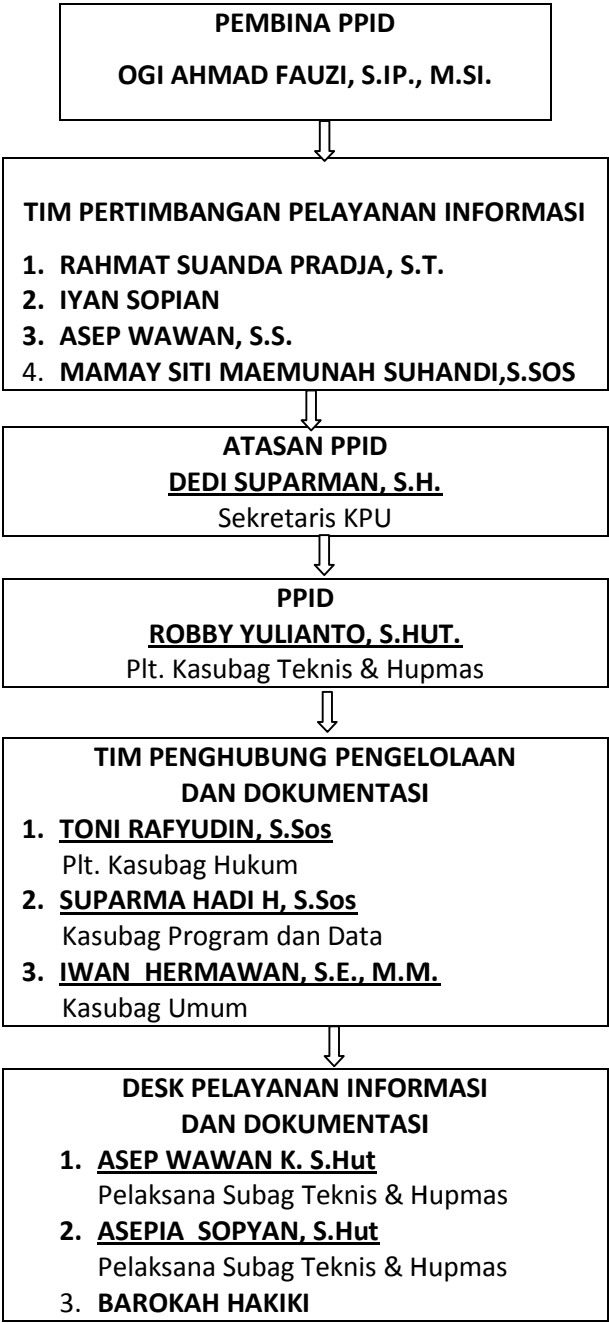 PEMBINA PPID
OGI AHMAD FAUZI, S.IP., M.SI.
TIM PERTIMBANGAN PELAYANAN INFORMASI
1. RAHMAT SUANDA PRADJA, S.T.
2. IYAN SOPIAN
3. ASEP WAWAN, S.S.
4. MAMAY SITI MAEMUNAH SUHANDI,S.SOS
ATASAN PPID
DEDI SUPARMAN, S.H.
Sekretaris KPU
PPID
ROBBY YULIANTO, S.HUT.
Plt. Kasubag Teknis & Hupmas
TIM PENGHUBUNG PENGELOLAAN
DAN DOKUMENTASI
1. TONI RAFYUDIN, S.Sos
Plt. Kasubag Hukum
2. SUPARMA HADI H, S.Sos
Kasubag Program dan Data
3. IWAN  HERMAWAN, S.E., M.M.
Kasubag Umum
DESK PELAYANAN INFORMASI
DAN DOKUMENTASI
1. ASEP WAWAN K. S.Hut
Pelaksana Subag Teknis & Hupmas
2. ASEPIA  SOPYAN, S.Hut
Pelaksana Subag Teknis & Hupmas
3. BAROKAH HAKIKI